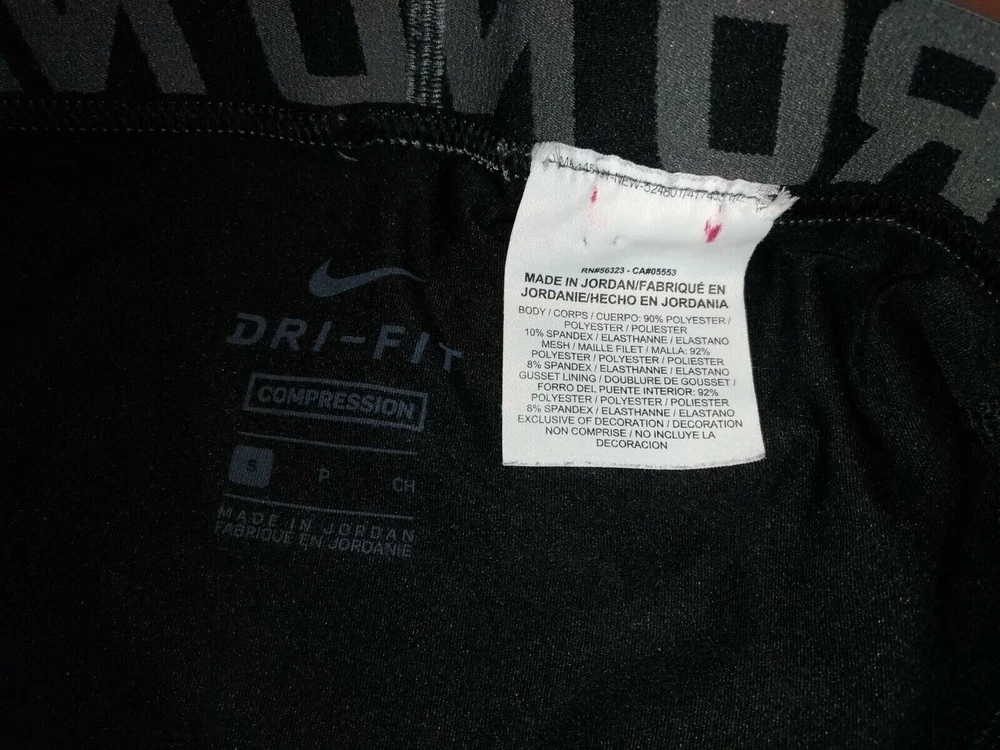 RN#56323 - CA#05553
MADE IN JORDAN/FABRIQUÉ EN
JORDANIE/HECHO EN JORDANIA
BODY / CORPS / CUERPO: 90% POLYESTER /
POLYESTER / POLIESTER
10% SPANDEX / ELASTHANNE / ELASTANO
MESH / MAILLE FILET / MALLA: 92%
POLYESTER / POLYESTER / POLIESTER
8% SPANDEX / ELASTHANNE / ELASTANO
GUSSET LINING / DOUBLURE DE GOUSSET /
FORRO DEL PUENTE INTERIOR: 92%
POLYESTER / POLYESTER / POLIESTER
8% SPANDEX / ELASTHANNE / ELASTANO
EXCLUSIVE OF DECORATION / DECORATION
NON COMPRISE / NO INCLUYE LA
DECORACION
DRI-FIT
COMPRESSION
S P CH
MADE IN JORDAN
FABRIQUÉ EN JORDANIE